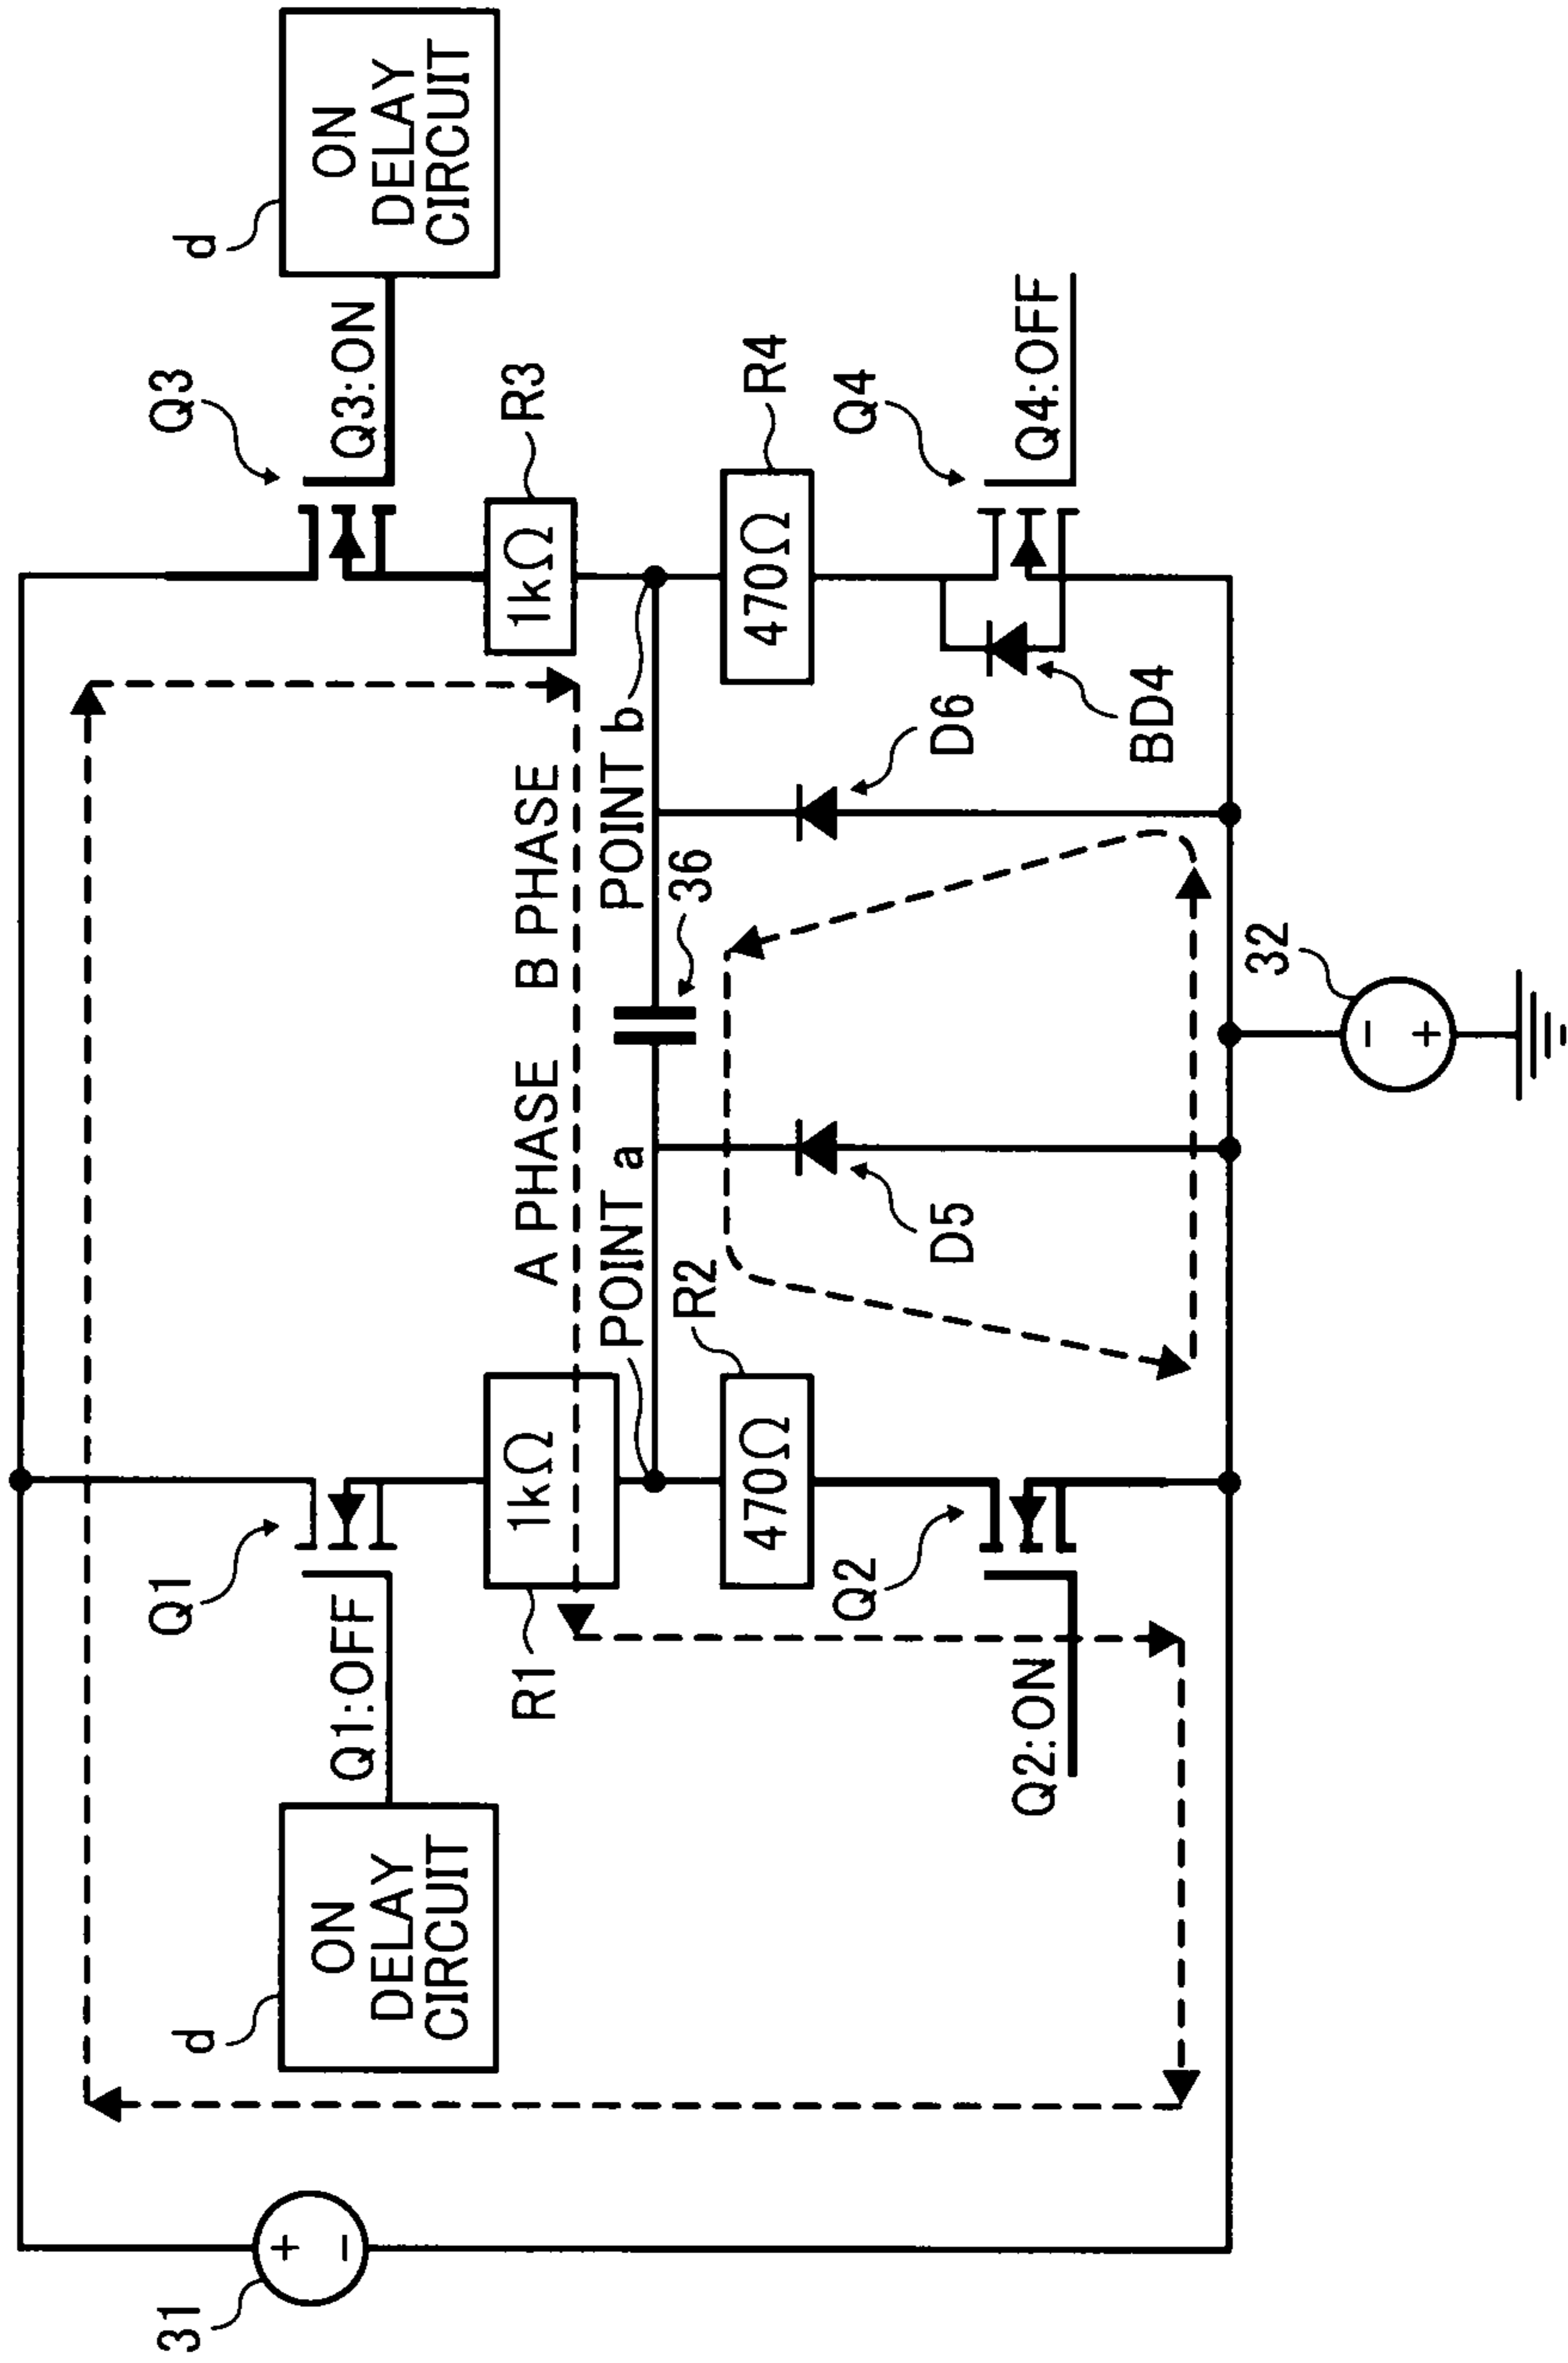 31
+
-
d
ON
DELAY
CIRCUIT
Q1
Q1:OFF
R1
1kΩ
A PHASE
B PHASE
POINT a
POINT b
Q3
Q3:ON
R3
1kΩ
d
ON
DELAY
CIRCUIT
36
R2
470Ω
R4
470Ω
Q2
Q2:ON
D5
D6
BD4
Q4
Q4:OFF
32
-
+